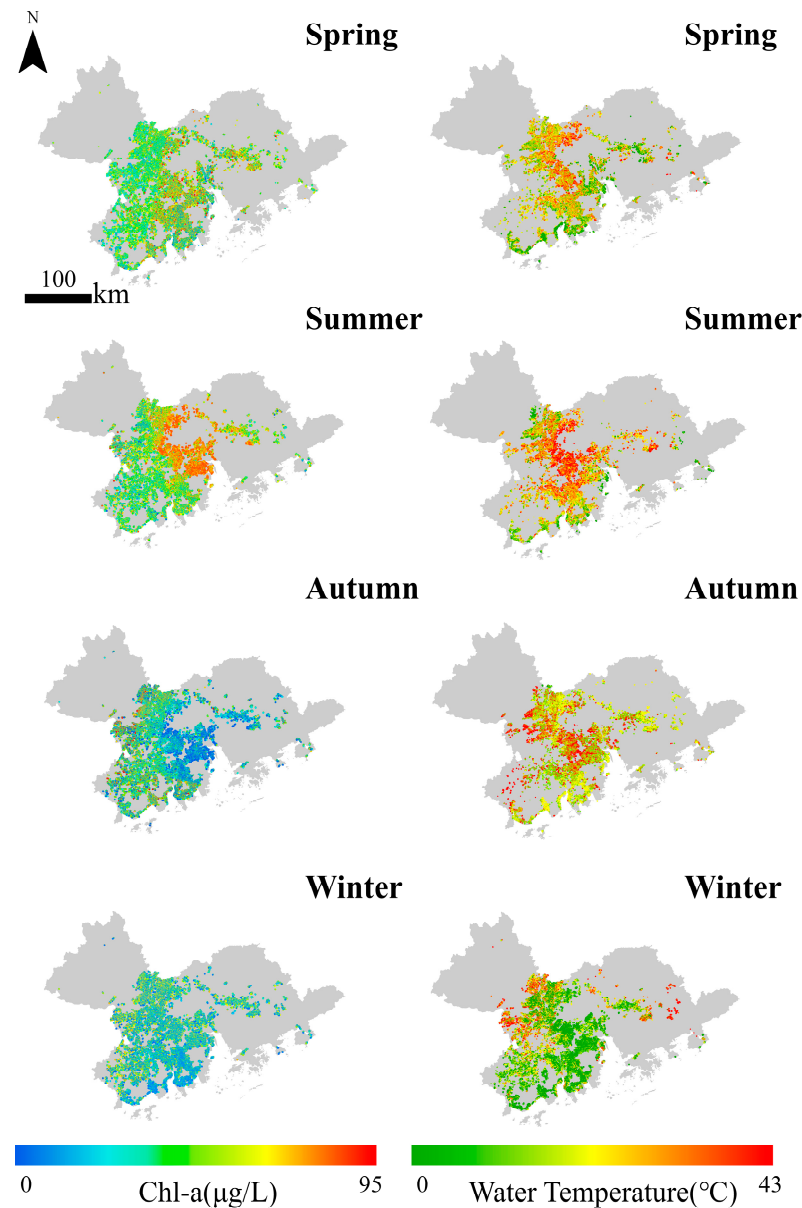 N
Spring
Spring
100
km
Summer
Summer
Autumn
Autumn
Winter
Winter
0 95
Chl-a(μg/L)
0 43
Water Temperature(℃)